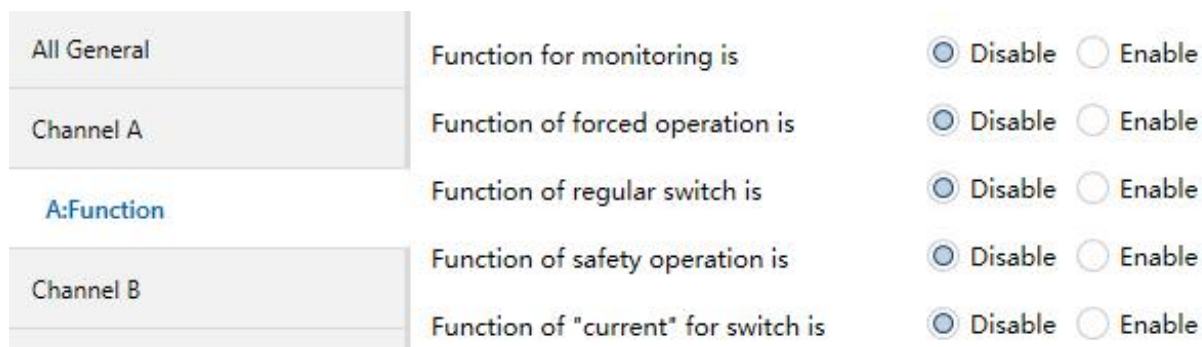 All General
Channel A
A:Function
Channel B
Function for monitoring is Disable Enable
Function of forced operation is Disable Enable
Function of regular switch is Disable Enable
Function of safety operation is Disable Enable
Function of "current" for switch is Disable Enable